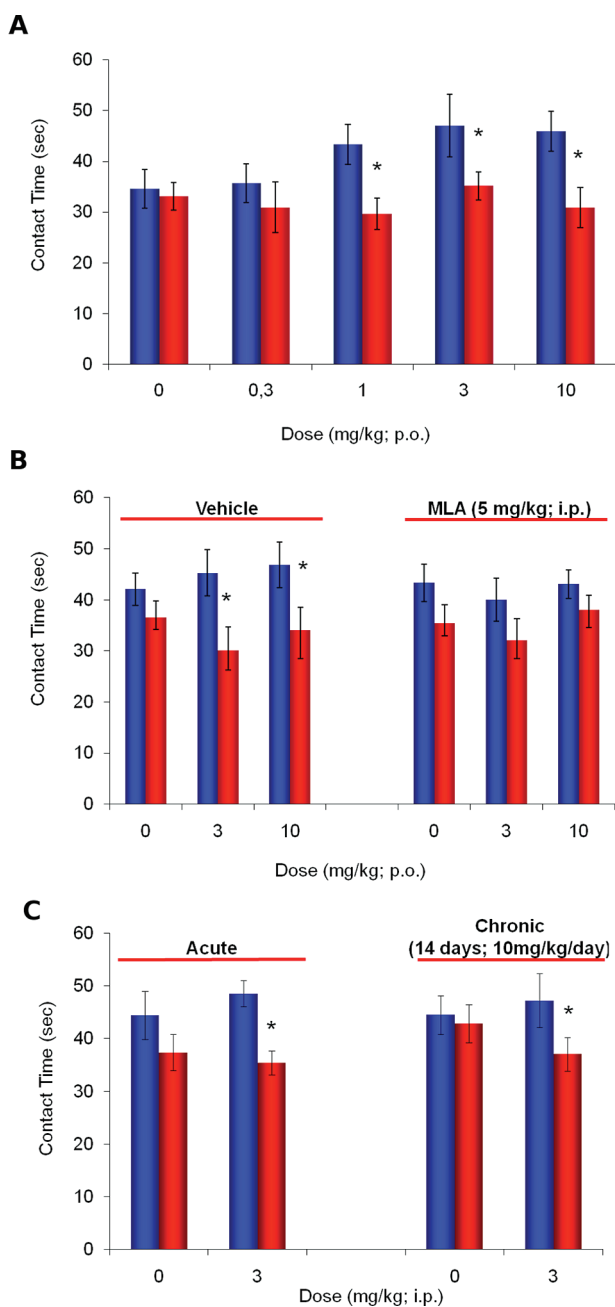 A
60
50
40
30
20
10
0
Contact Time (sec)
*
*
*
0 0,3 1 3 10
Dose (mg/kg; p.o.)
B
60
50
40
30
20
10
0
Contact Time (sec)
Vehicle
MLA (5 mg/kg; i.p.)
*
*
0 3 10 0 3 10
Dose (mg/kg; p.o.)
C
60
50
40
30
20
10
0
Contact Time (sec)
Acute
Chronic
(14 days; 10mg/kg/day)
*
*
0 3 0 3
Dose (mg/kg; i.p.)